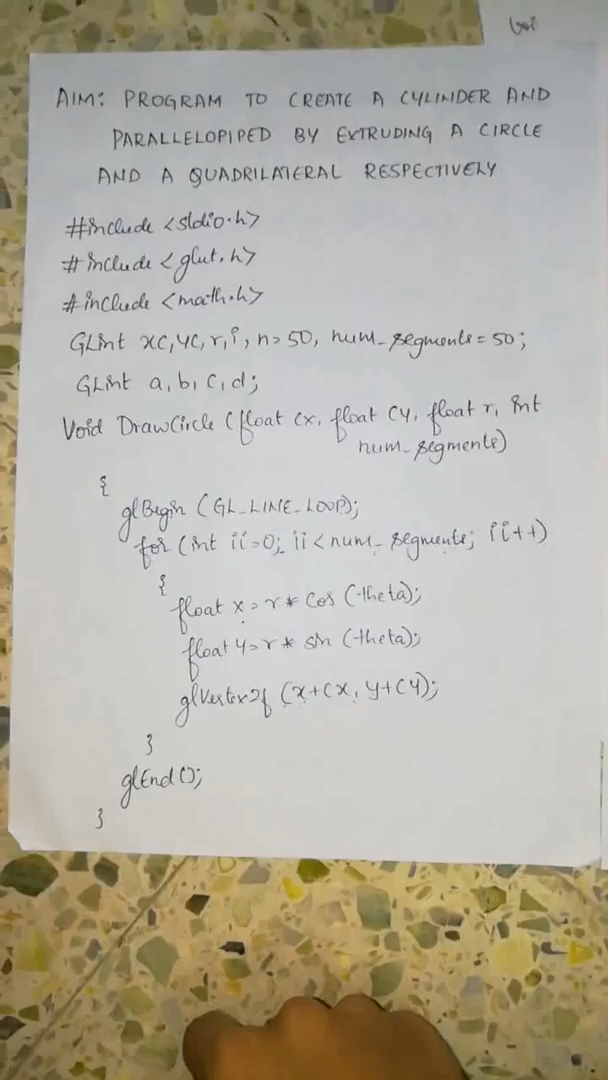 AIM: PROGRAM TO CREATE A CYLINDER AND
PARALLELOPIPED BY EXTRUDING A CIRCLE
AND A QUADRILATERAL RESPECTIVELY
#include <stdio.h>
#include <glut.h>
#include <math.h>
GLint xc,yc,r,i,n=50, num_segments=50;
GLint a,b,c,d;
Void DrawCircle (float cx, float cy, float r, int
num_segments)
{
glBegin (GL_LINE_LOOP);
for (int ii=0; ii<num_segments; ii++)
{
float x=r* cos (theta);
float y=r* sin (theta);
glVertex2f (x+cx, y+cy);
}
glEnd();
}